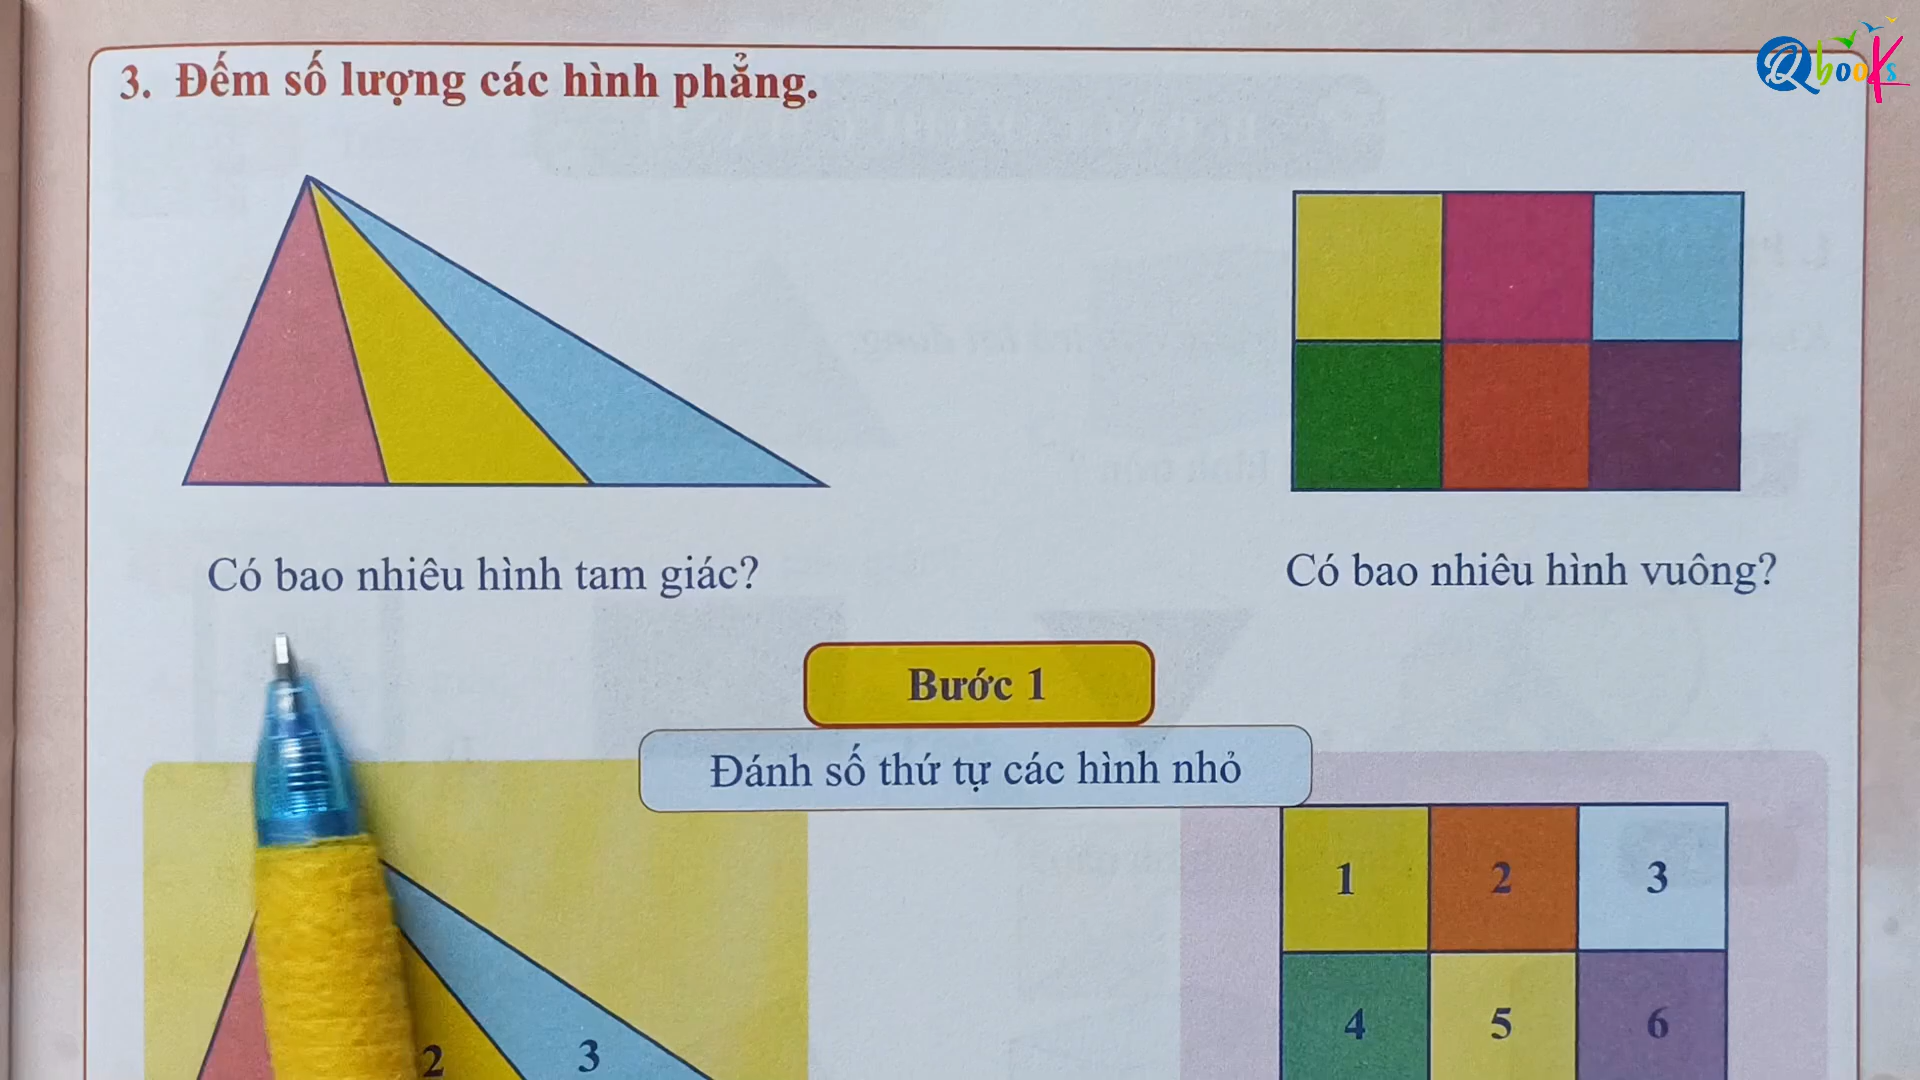 Qbooks
3. Đếm số lượng các hình phẳng.
Có bao nhiêu hình tam giác?
Có bao nhiêu hình vuông?
Bước 1
Đánh số thứ tự các hình nhỏ
1 2 3
4 5 6
2 3